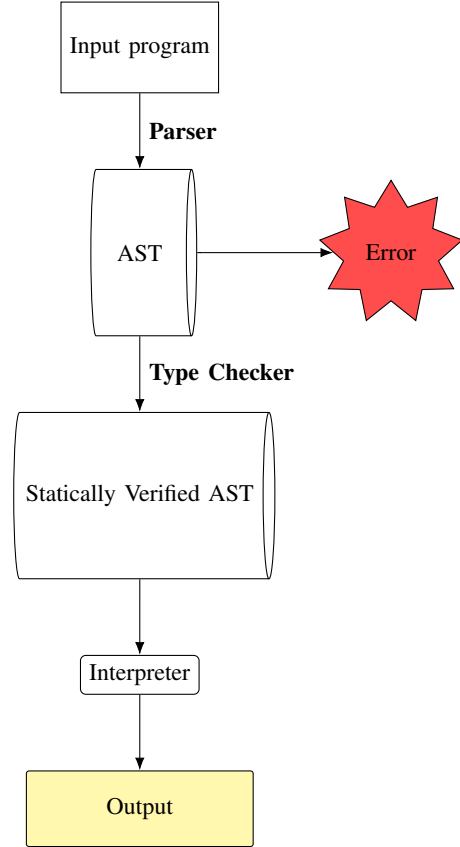 Input program
Parser
AST
Error
Type Checker
Statically Verified AST
Interpreter
Output